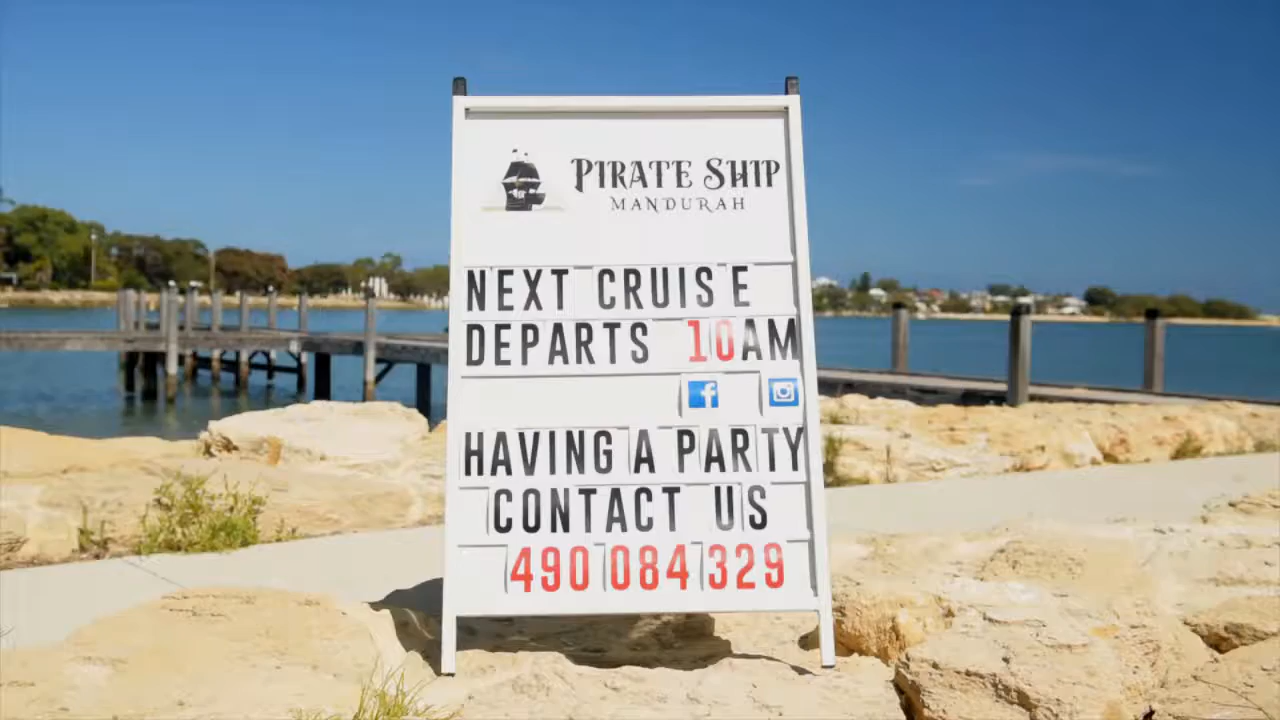 PIRATE SHIP
MANDURAH
NEXT CRUISE
DEPARTS 10AM
HAVING A PARTY
CONTACT US
490 084 329